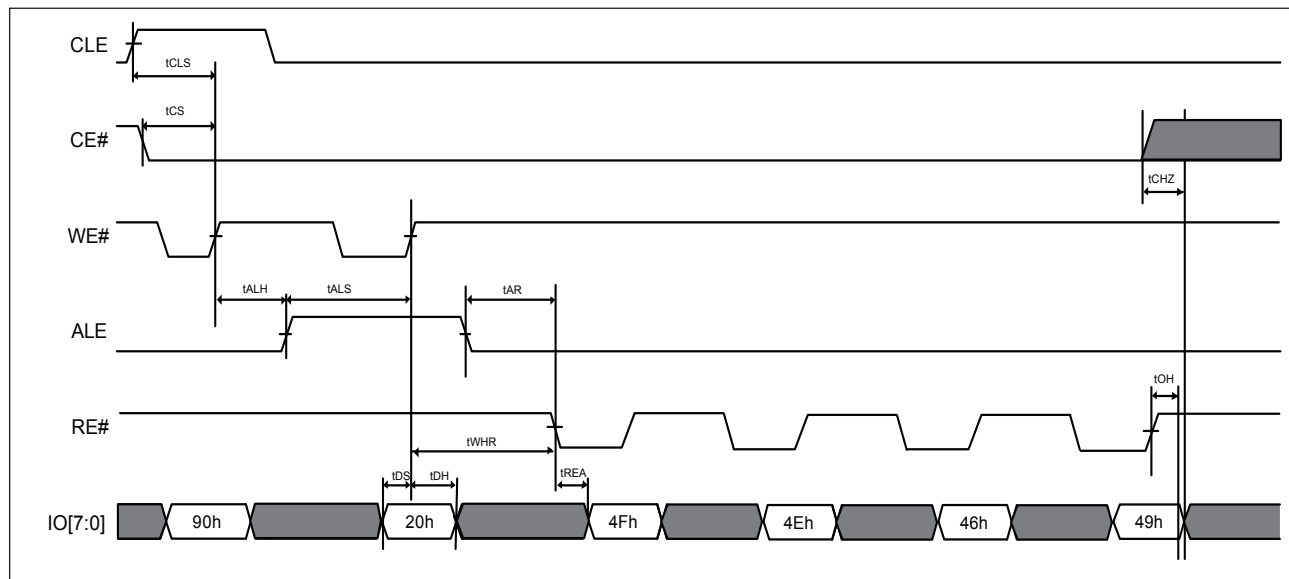 CLE
tCLS
tCS
CE#
tCHZ
WE#
tALH tALS tAR
ALE
tOH
RE#
tWHR
tDS tDH tREA
IO[7:0] 90h 20h 4Fh 4Eh 46h 49h